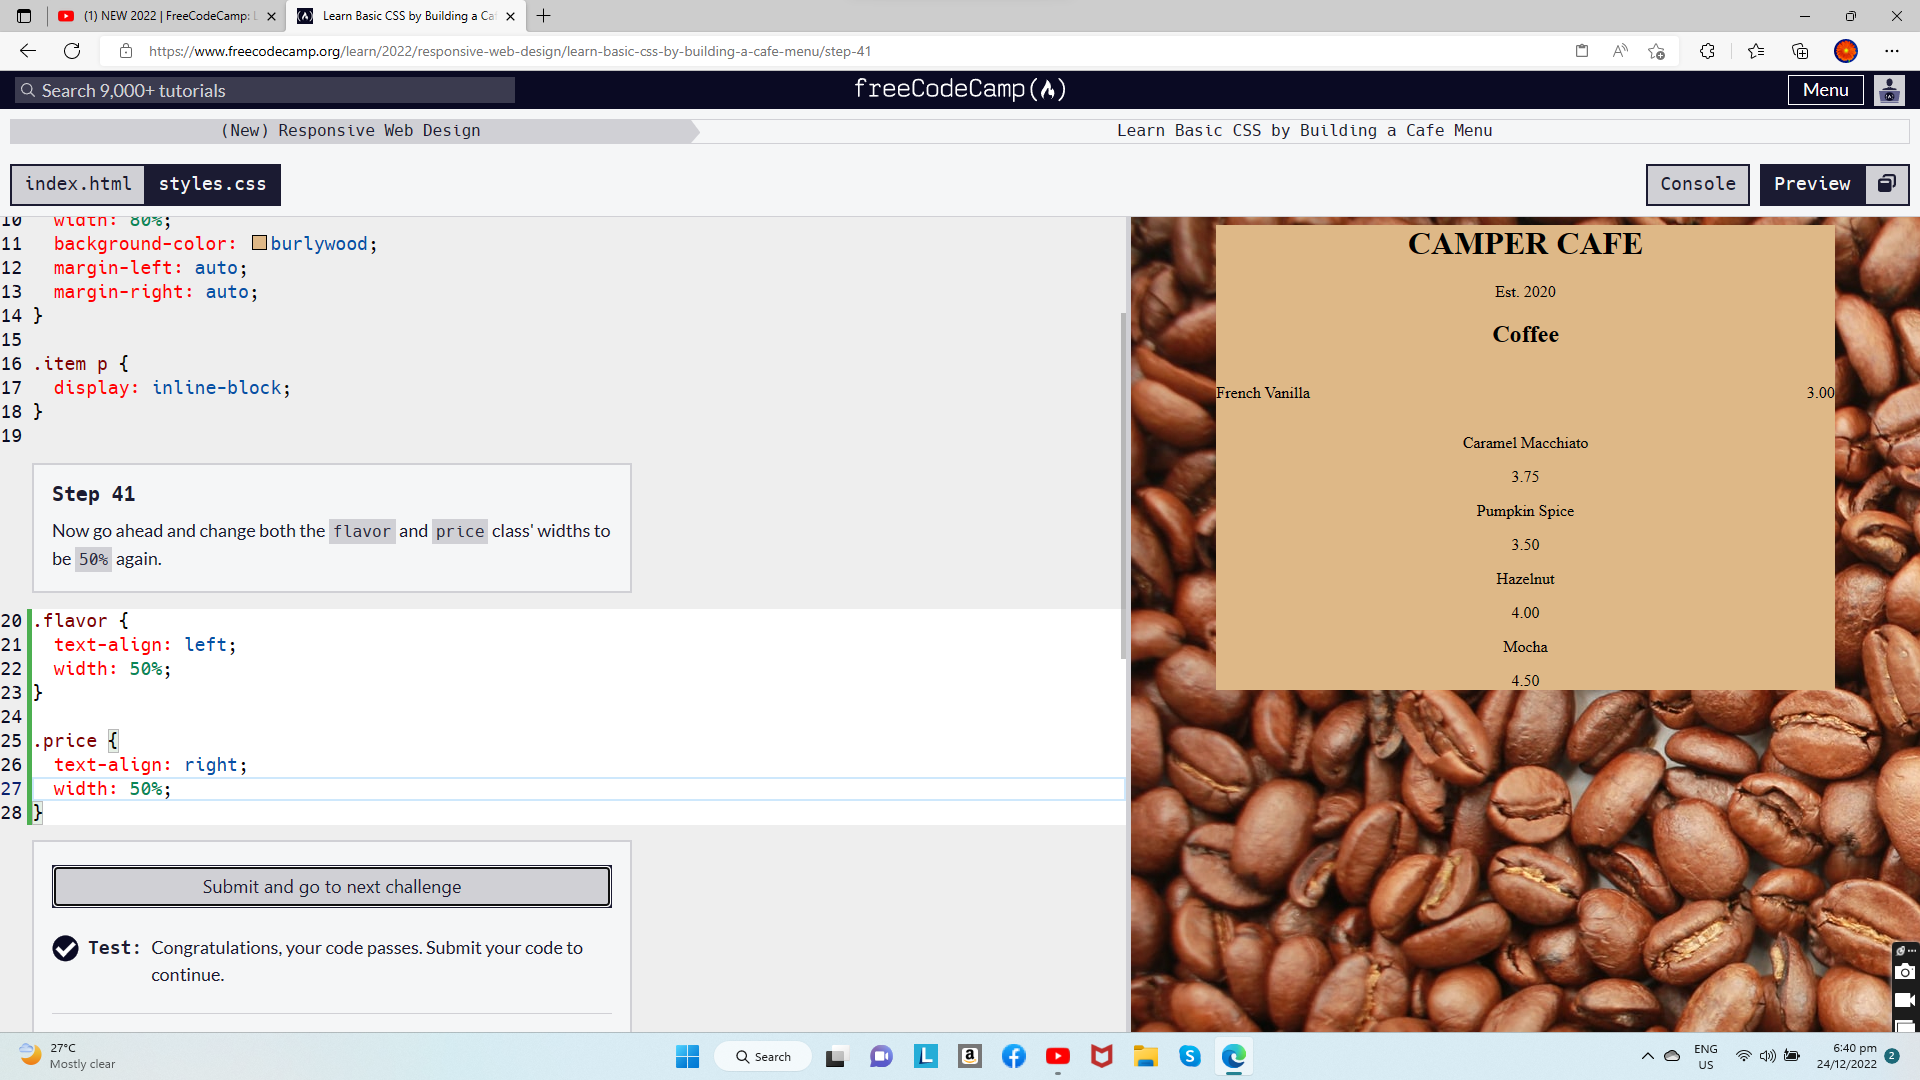 (1) NEW 2022 | FreeCodeCamp:
Learn Basic CSS by Building a Caf
https://www.freecodecamp.org/learn/2022/responsive-web-design/learn-basic-css-by-building-a-cafe-menu/step-41
Search 9,000+ tutorials
freeCodeCamp(🔥)
Menu
(New) Responsive Web Design
Learn Basic CSS by Building a Cafe Menu
index.html
styles.css
Console
Preview
10 width: 80%;
11 background-color: burlywood;
12 margin-left: auto;
13 margin-right: auto;
14 }
15
16 .item p {
17 display: inline-block;
18 }
19
Step 41
Now go ahead and change both the flavor and price class' widths to
be 50% again.
20 .flavor {
21 text-align: left;
22 width: 50%;
23 }
24
25 .price {
26 text-align: right;
27 width: 50%;
28 }
Submit and go to next challenge
Test: Congratulations, your code passes. Submit your code to
continue.
CAMPER CAFE
Est. 2020
Coffee
French Vanilla 3.00
Caramel Macchiato
3.75
Pumpkin Spice
3.50
Hazelnut
4.00
Mocha
4.50
27°C
Mostly clear
Search
ENG
US
6:40 pm
24/12/2022
2